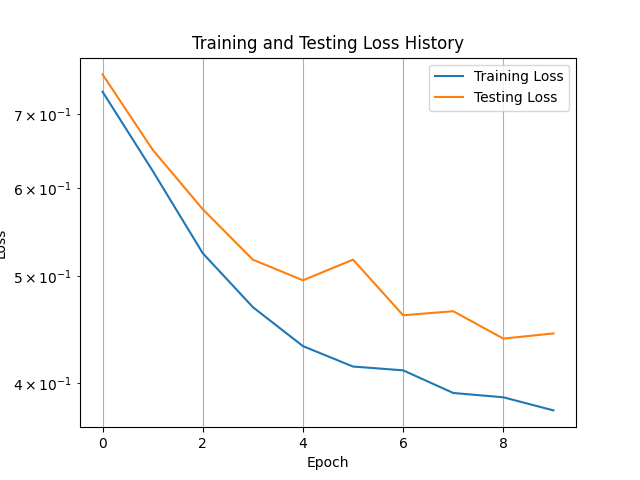 Training and Testing Loss History
Training Loss
Testing Loss
7 × 10⁻¹
6 × 10⁻¹
5 × 10⁻¹
4 × 10⁻¹
Loss
0 2 4 6 8
Epoch